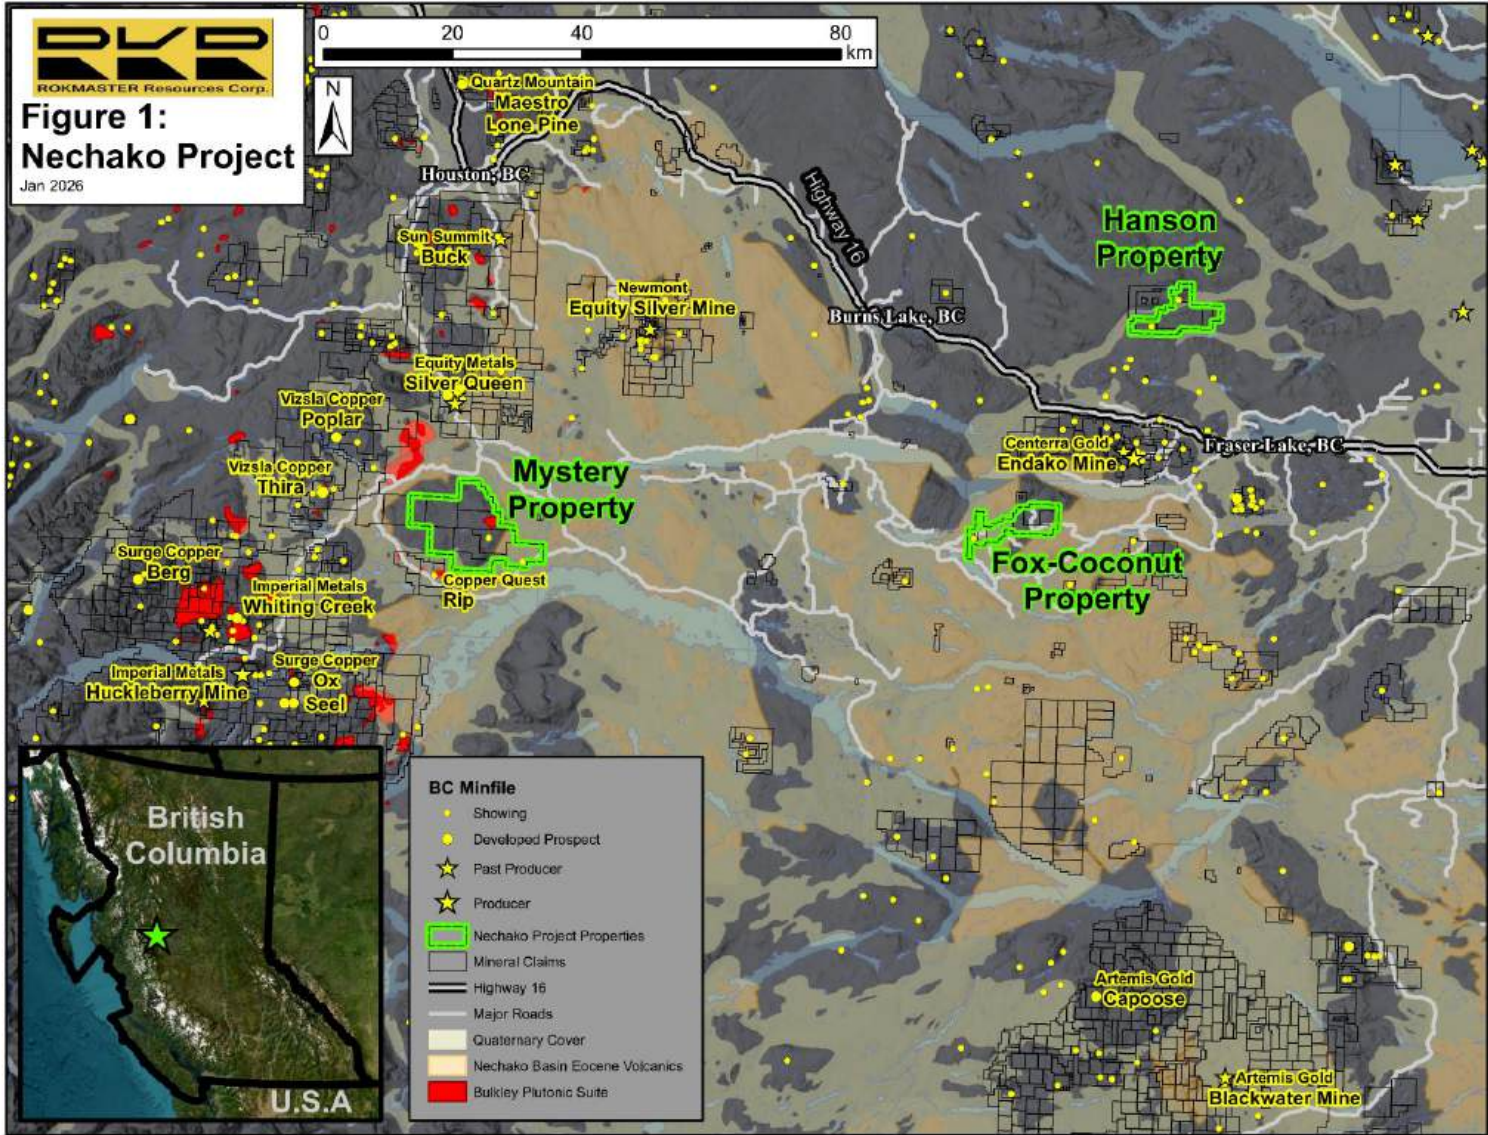 RKR
ROKMASTER Resources Corp.
Figure 1:
Nechako Project
Jan 2026
0 20 40 80
km
N
Quartz Mountain
Maestro
Lone Pine
Houston, BC
Sun Summit
Buck
Newmont
Equity Silver Mine
Highway 16
Burns Lake, BC
Hanson
Property
Equity Metals
Silver Queen
Vizsla Copper
Poplar
Vizsla Copper
Thira
Centerra Gold
Endako Mine
Fraser Lake, BC
Mystery
Property
Fox-Coconut
Property
Surge Copper
Berg
Imperial Metals
Whiting Creek
Copper Quest
Rip
Imperial Metals
Huckleberry Mine
Surge Copper
Ox
Seel
British
Columbia
U.S.A
BC Minfile
Showing
Developed Prospect
Past Producer
Producer
Nechako Project Properties
Mineral Claims
Highway 16
Major Roads
Quaternary Cover
Nechako Basin Eocene Volcanics
Bulkley Plutonic Suite
Artemis Gold
Capoose
Artemis Gold
Blackwater Mine